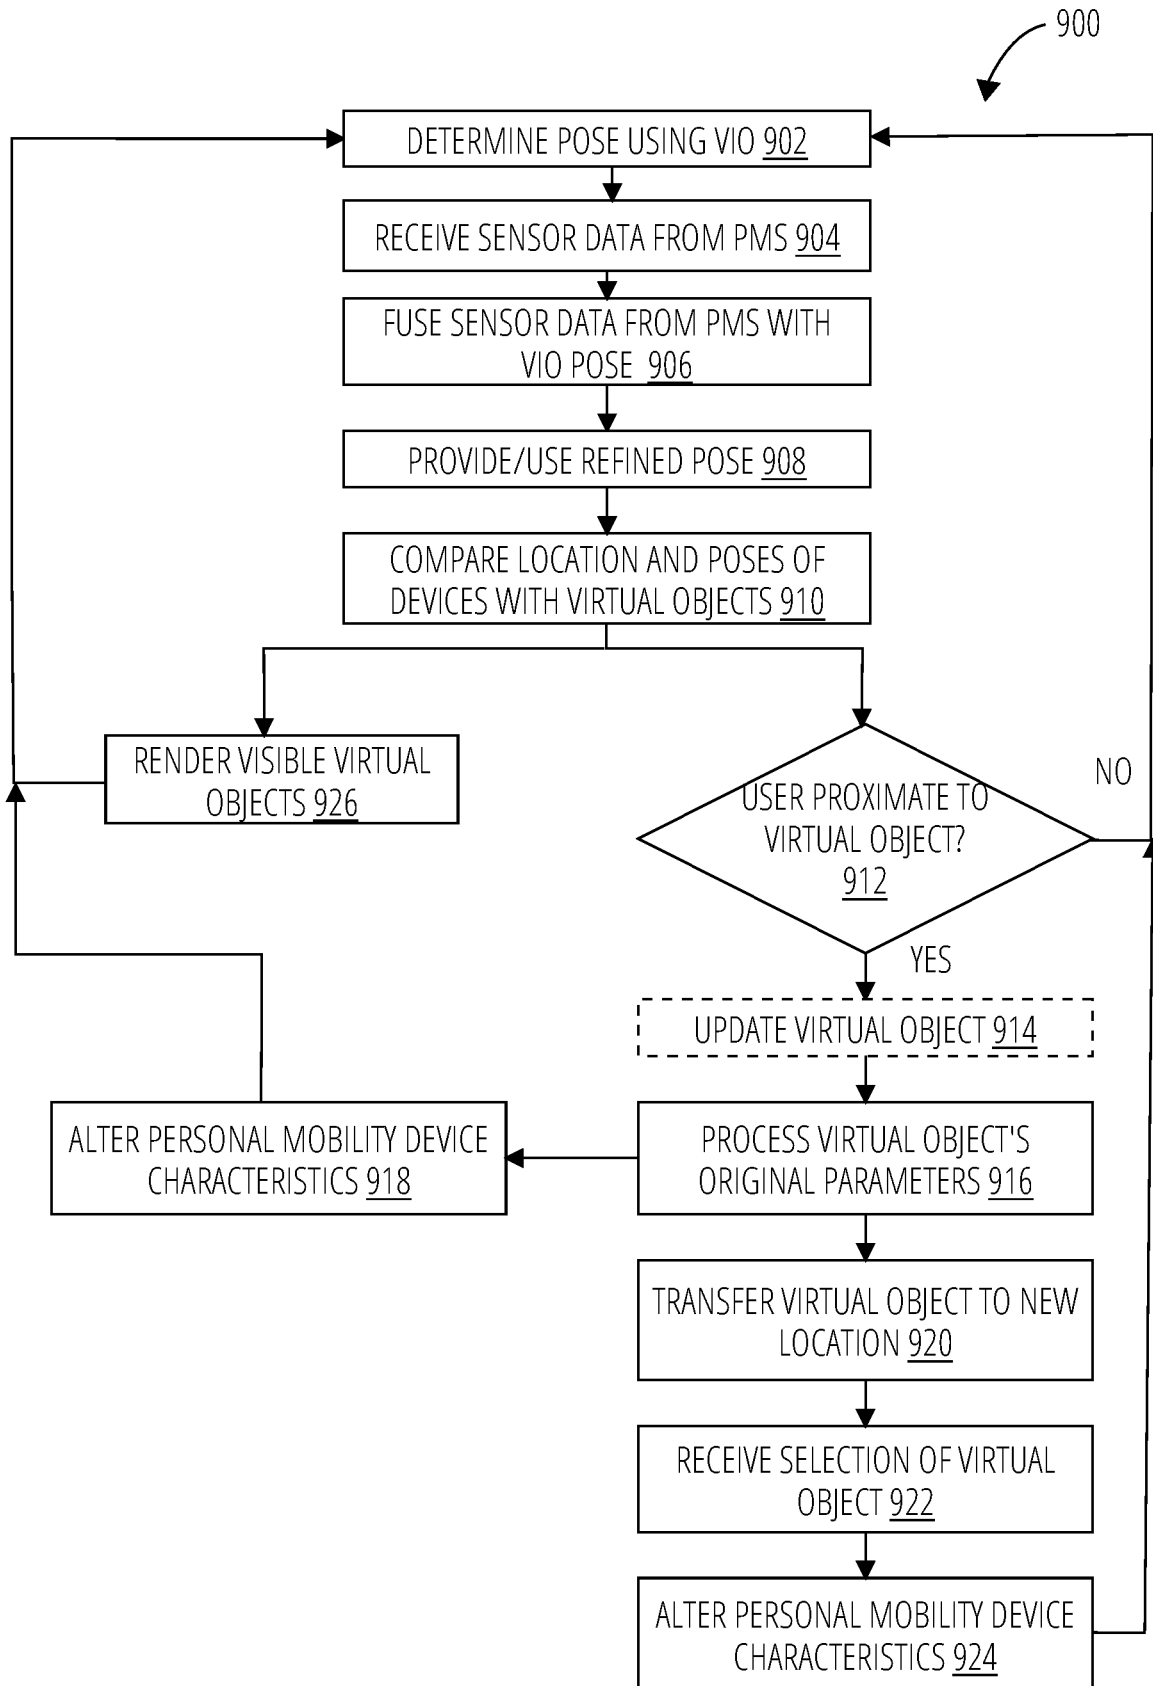 900
DETERMINE POSE USING VIO 902
RECEIVE SENSOR DATA FROM PMS 904
FUSE SENSOR DATA FROM PMS WITH
VIO POSE 906
PROVIDE/USE REFINED POSE 908
COMPARE LOCATION AND POSES OF
DEVICES WITH VIRTUAL OBJECTS 910
RENDER VISIBLE VIRTUAL
OBJECTS 926
USER PROXIMATE TO
VIRTUAL OBJECT?
912
NO
YES
UPDATE VIRTUAL OBJECT 914
ALTER PERSONAL MOBILITY DEVICE
CHARACTERISTICS 918
PROCESS VIRTUAL OBJECT'S
ORIGINAL PARAMETERS 916
TRANSFER VIRTUAL OBJECT TO NEW
LOCATION 920
RECEIVE SELECTION OF VIRTUAL
OBJECT 922
ALTER PERSONAL MOBILITY DEVICE
CHARACTERISTICS 924